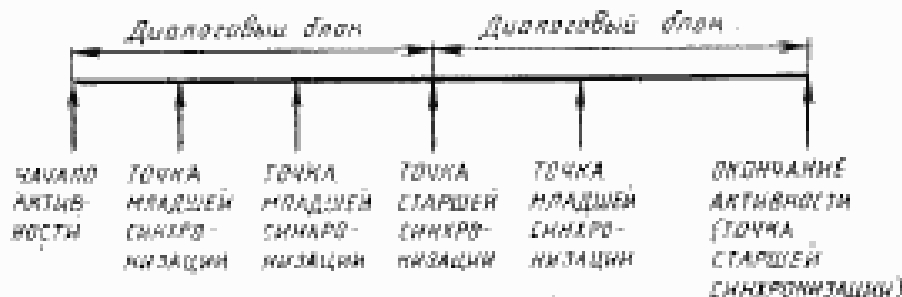 Диалоговый блок Диалоговый блок
НАЧАЛО ТОЧКА ТОЧКА ТОЧКА ТОЧКА ОКОНЧАНИЕ
АКТИВ- МЛАДШЕЙ МЛАДШЕЙ СТАРШЕЙ МЛАДШЕЙ АКТИВНОСТИ
НОСТИ СИНХРО- СИНХРО- СИНХРО- СИНХРО- (ТОЧКА
НИЗАЦИИ НИЗАЦИИ НИЗАЦИИ НИЗАЦИИ СТАРШЕЙ
СИНХРОНИЗАЦИИ)